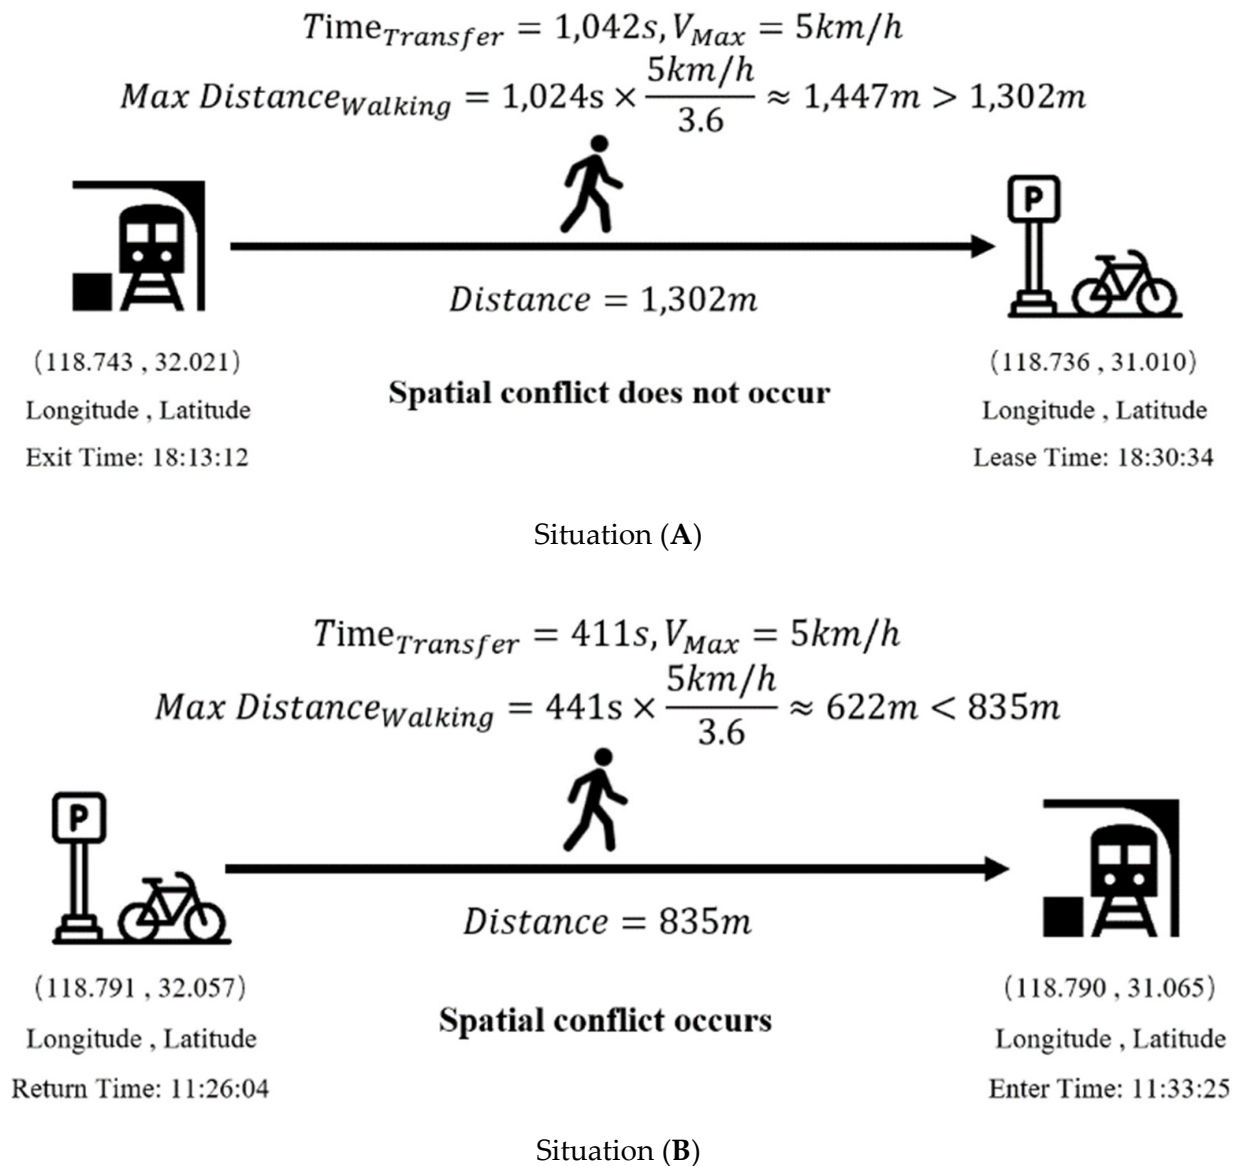 Time_Transfer = 1,042s, V_Max = 5km/h
Max Distance_Walking = 1,024s × 5km/h / 3.6 ≈ 1,447m > 1,302m
P
Distance = 1,302m
(118.743 , 32.021)
Longitude , Latitude
Exit Time: 18:13:12
Spatial conflict does not occur
(118.736 , 31.010)
Longitude , Latitude
Lease Time: 18:30:34
Situation (A)
Time_Transfer = 411s, V_Max = 5km/h
Max Distance_Walking = 441s × 5km/h / 3.6 ≈ 622m < 835m
P
Distance = 835m
(118.791 , 32.057)
Longitude , Latitude
Return Time: 11:26:04
Spatial conflict occurs
(118.790 , 31.065)
Longitude , Latitude
Enter Time: 11:33:25
Situation (B)